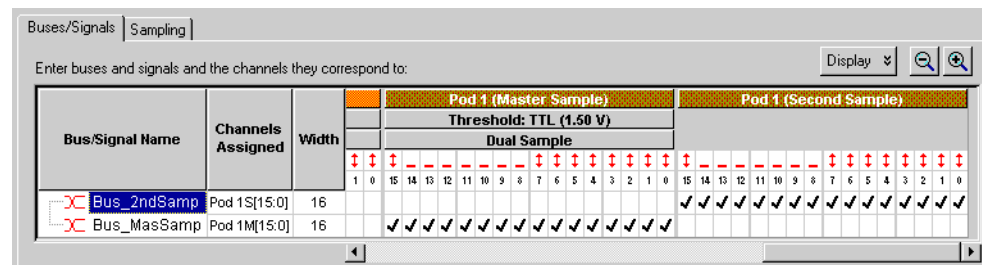 Buses/Signals Sampling
Enter buses and signals and the channels they correspond to:
Display
Bus/Signal Name Channels Assigned Width
Pod 1 (Master Sample) Pod 1 (Second Sample)
Threshold: TTL (1.50 V)
Dual Sample
1 0 15 14 13 12 11 10 9 8 7 6 5 4 3 2 1 0 15 14 13 12 11 10 9 8 7 6 5 4 3 2 1 0
Bus_2ndSamp Pod 1S[15:0] 16
Bus_MasSamp Pod 1M[15:0] 16